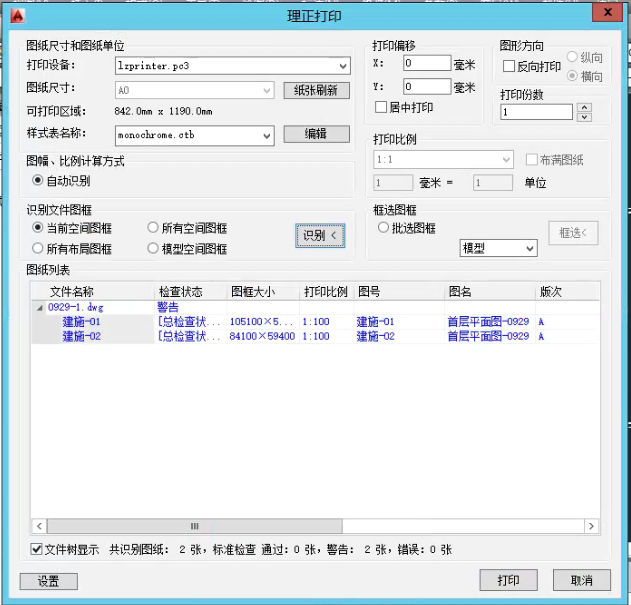 理正打印
图纸尺寸和图纸单位
打印设备: lzprinter.pc3
图纸尺寸: A0 纸张刷新
可打印区域: 842.0mm x 1190.0mm
样式表名称: monochrome.ctb 编辑
打印偏移
X: 0 毫米
Y: 0 毫米
居中打印
图形方向
反向打印 纵向
横向
打印份数
1
图幅、比例计算方式
自动识别
打印比例
1:1 布满图纸
1 毫米 = 1 单位
识别文件图框
当前空间图框 所有空间图框
所有布局图框 模型空间图框
识别 <
框选图框
批选图框
模型 框选<
图纸列表
文件名称 检查状态 图框大小 打印比例 图号 图名 版次
0929-1.dwg 警告
建施-01 [总检查状... 105100×5... 1:100 建施-01 首层平面图-0929 A
建施-02 [总检查状... 84100×59400 1:100 建施-02 首层平面图-0929 A
文件树显示 共识别图纸: 2 张, 标准检查 通过: 0 张, 警告: 2 张, 错误: 0 张
设置 打印 取消